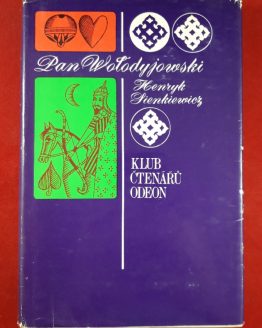 Pan Wołodyjowski
Henryk
Sienkiewicz
KLUB
ČTENÁŘŮ
ODEON